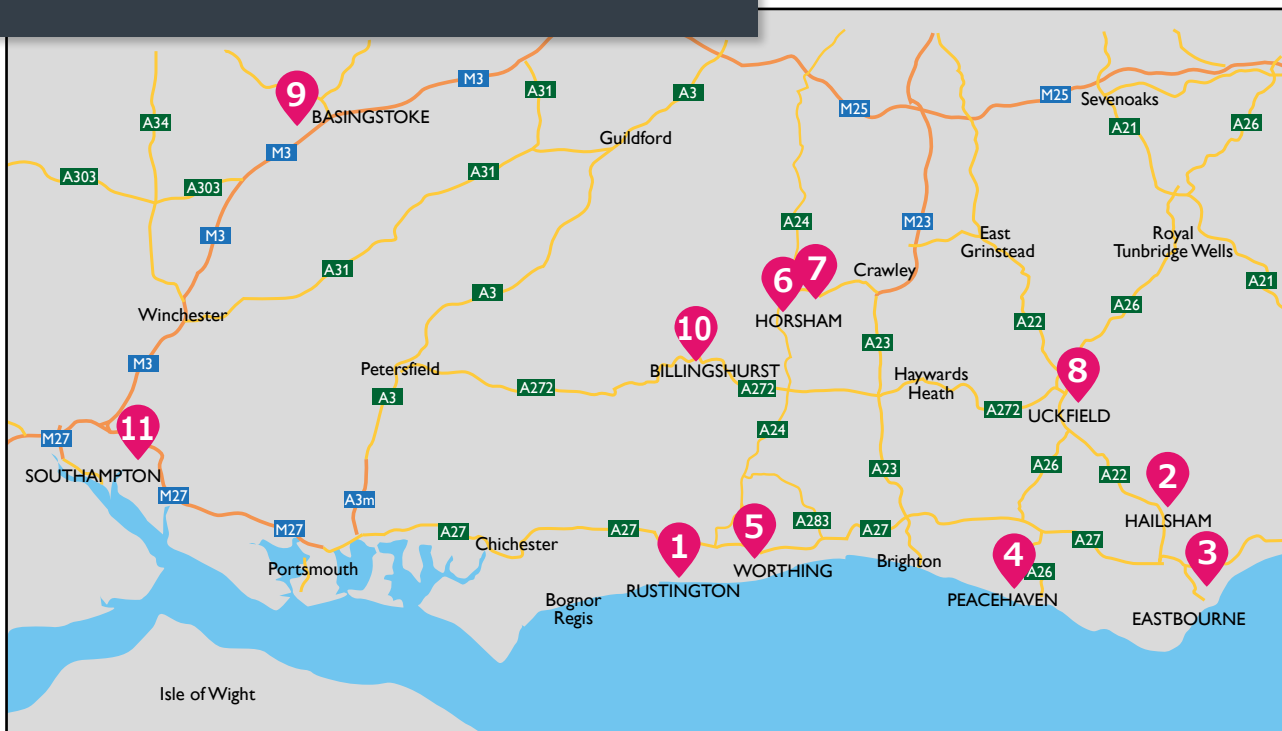 M3
A31
A3
9
BASINGSTOKE
M25
M25
Sevenoaks
A34
Guildford
A21
A26
M3
A303
A303
A31
A24
M23
M3
East
Grinstead
Royal
Tunbridge Wells
A31
6
7
Crawley
A21
A3
Winchester
HORSHAM
A26
10
A22
A23
M3
Petersfield
BILLINGSHURST
8
Haywards
Heath
A272
A272
A3
A272
UCKFIELD
11
M27
A24
SOUTHAMPTON
A23
A26
A22
2
M27
A3m
HAILSHAM
M27
A27
Chichester
A27
1
5
A283
A27
A27
WORTHING
Brighton
4
A26
3
Portsmouth
RUSTINGTON
PEACEHAVEN
Bognor
Regis
EASTBOURNE
Isle of Wight